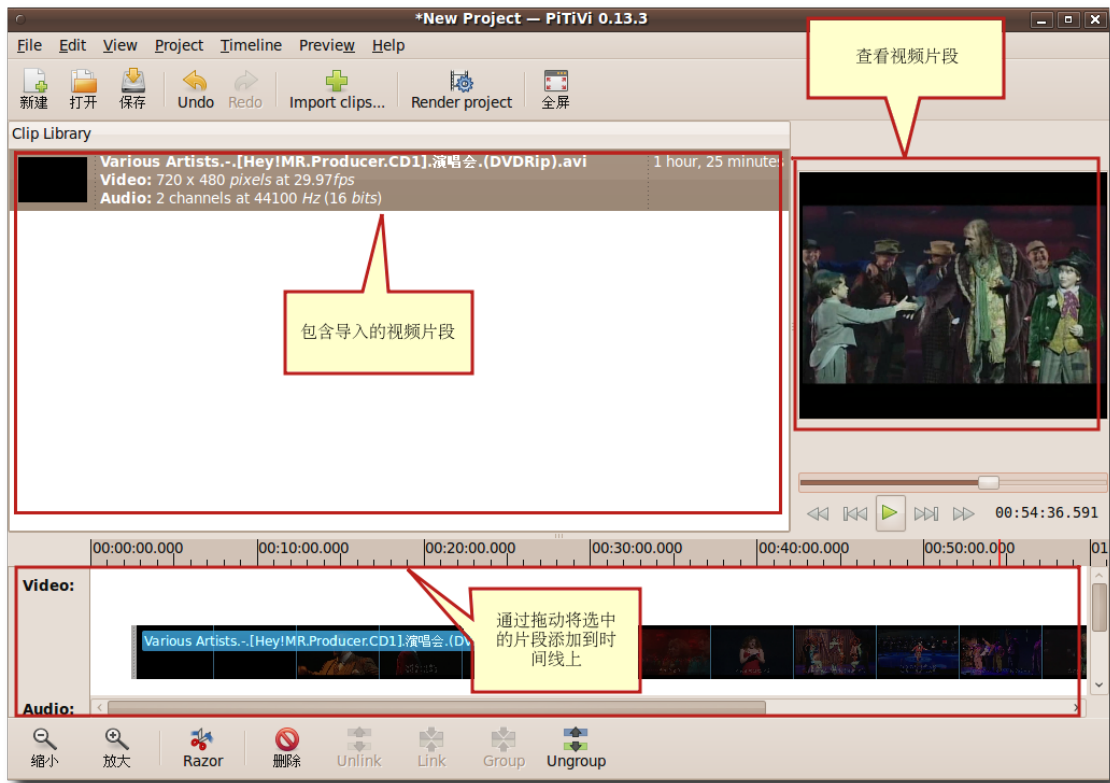 *New Project — PiTiVi 0.13.3
File Edit View Project Timeline Preview Help
查看视频片段
新建 打开 保存 Undo Redo Import clips... Render project 全屏
Clip Library
Various Artists.-.[Hey!MR.Producer.CD1].演唱会.(DVDRip).avi 1 hour, 25 minutes
Video: 720 x 480 pixels at 29.97fps
Audio: 2 channels at 44100 Hz (16 bits)
包含导入的视频片段
00:54:36.591
00:00:00.000 00:10:00.000 00:20:00.000 00:30:00.000 00:40:00.000 00:50:00.000 01
Video:
通过拖动将选中
的片段添加到时
间线上
Various Artists.-.[Hey!MR.Producer.CD1].演唱会.(DV
Audio:
缩小 放大 Razor 删除 Unlink Link Group Ungroup